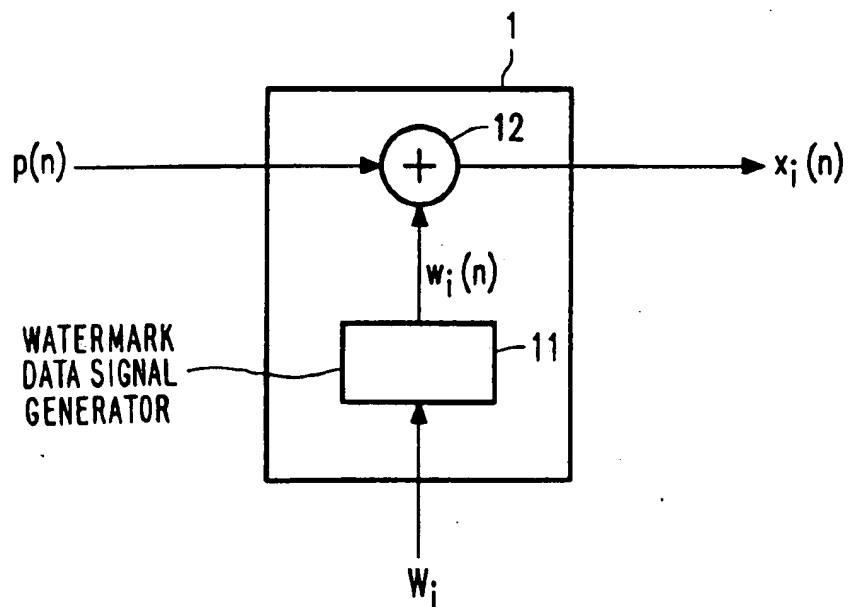 1
12
p(n)
x_i(n)
w_i(n)
WATERMARK
DATA SIGNAL
GENERATOR
11
W_i